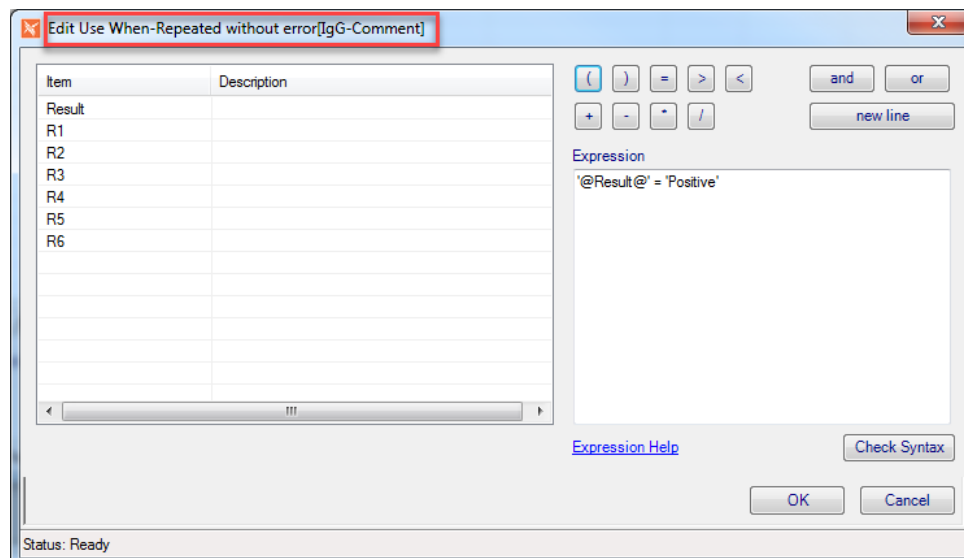 Edit Use When-Repeated without error[IgG-Comment]
x
Item Description
Result
R1
R2
R3
R4
R5
R6
( ) = > < and or
+ - * / new line
Expression
'@Result@' = 'Positive'
Expression Help Check Syntax
OK Cancel
Status: Ready